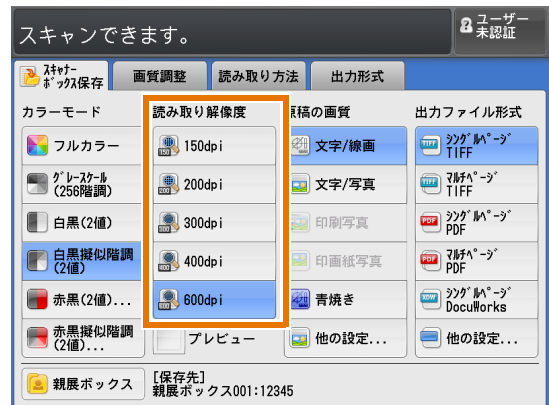 スキャンできます。
ユーザー
未認証
スキャナー
ボックス保存
画質調整
読み取り方法
出力形式
カラーモード
読み取り解像度
原稿の画質
出力ファイル形式
フルカラー
150dpi
文字/線画
シングルページ
TIFF
グレースケール
(256階調)
200dpi
文字/写真
マルチページ
TIFF
白黒(2値)
300dpi
印刷写真
シングルページ
PDF
白黒擬似階調
(2値)
400dpi
印画紙写真
マルチページ
PDF
赤黒(2値)...
600dpi
青焼き
シングルページ
DocuWorks
赤黒擬似階調
(2値)...
プレビュー
他の設定...
他の設定...
親展ボックス
[保存先]
親展ボックス001:12345